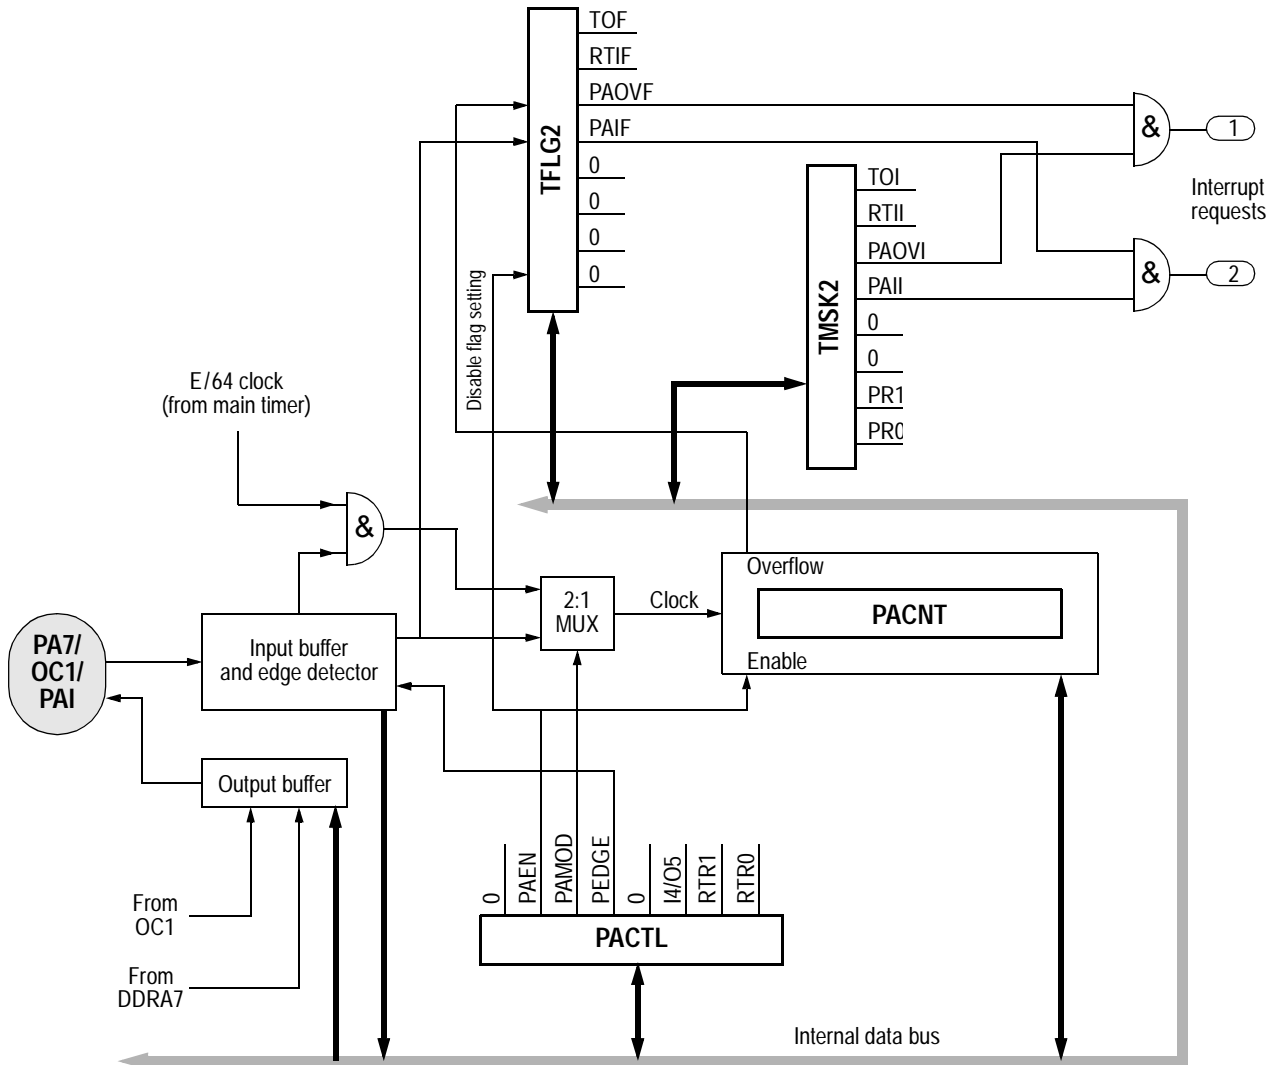 TOF
RTIF
PAOVF
PAIF
0
0
0
0
TFLG2
Disable flag setting
TOI
RTII
PAOVI
PAII
0
0
PR1
PR0
TMSK2
&
1
Interrupt
requests
&
2
E/64 clock
(from main timer)
&
2:1
MUX
Clock
Overflow
PACNT
Enable
PA7/
OC1/
PAI
Input buffer
and edge detector
Output buffer
From
OC1
From
DDRA7
0
PAEN
PAMOD
PEDGE
0
I4/O5
RTR1
RTR0
PACTL
Internal data bus